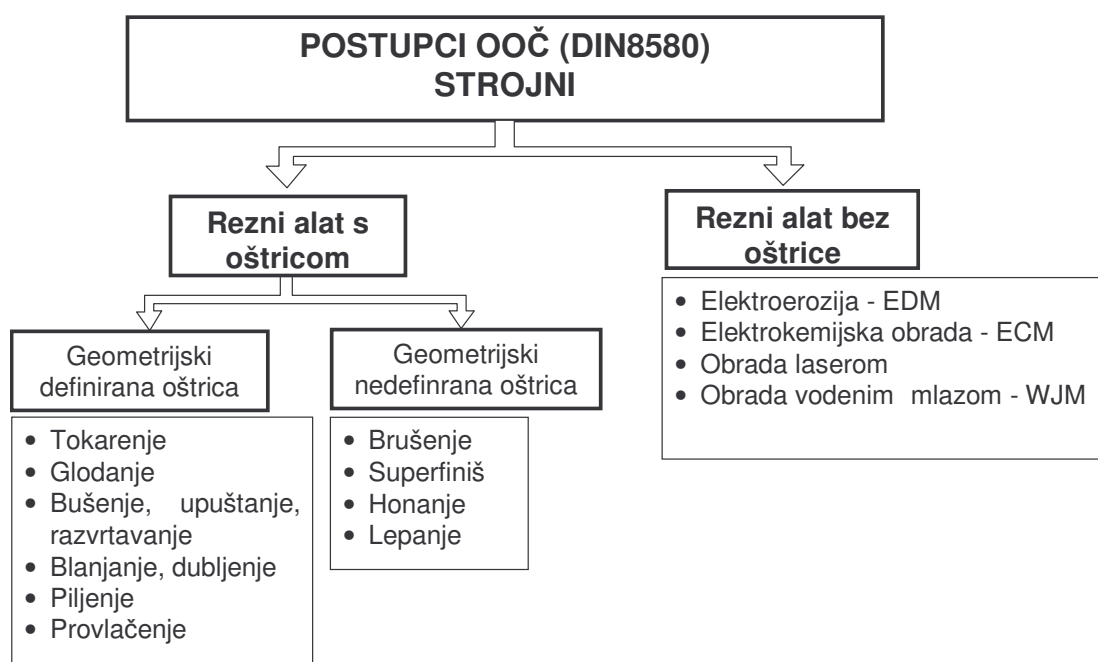 POSTUPCI OOČ (DIN8580)
STROJNI
Rezni alat s
oštricom
Geometrijski
definirana oštrica
• Tokarenje
• Glodanje
• Bušenje, upuštanje,
razvrtavanje
• Blanjanje, dubljenje
• Piljenje
• Provlačenje
Geometrijski
nedefinrana oštrica
• Brušenje
• Superfiniš
• Honanje
• Lepanje
Rezni alat bez
oštrice
• Elektroerozija - EDM
• Elektrokemijska obrada - ECM
• Obrada laserom
• Obrada vodenim mlazom - WJM